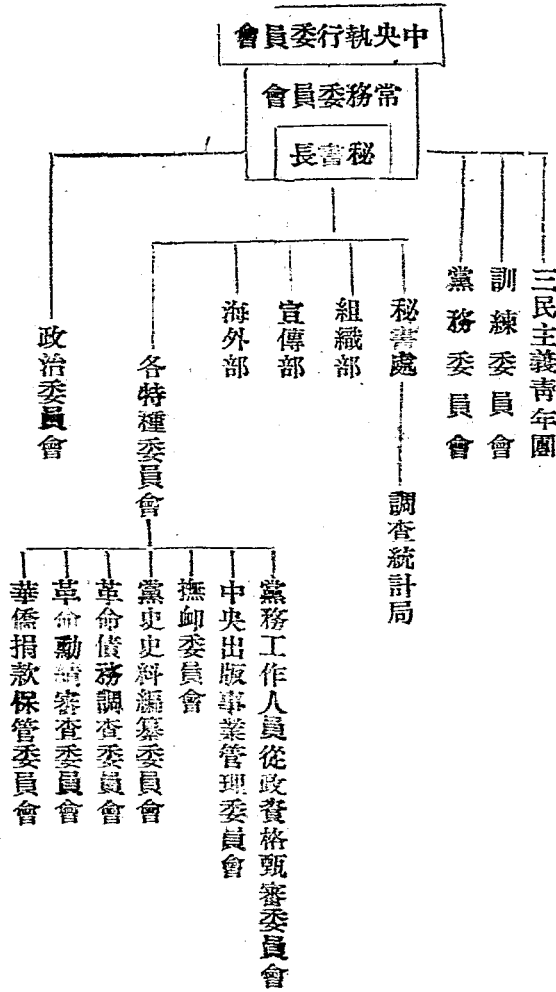 中央執行委員會
常務委員會
秘書長
三民主義青年團
訓練委員會
黨務委員會
秘書處
調查統計局
組織部
宣傳部
海外部
各特種委員會
黨務工作人員從政資格甄審委員會
中央出版事業管理委員會
撫卹委員會
黨史史料編纂委員會
革命債務調查委員會
革命勳績審查委員會
華僑捐款保管委員會
政治委員會